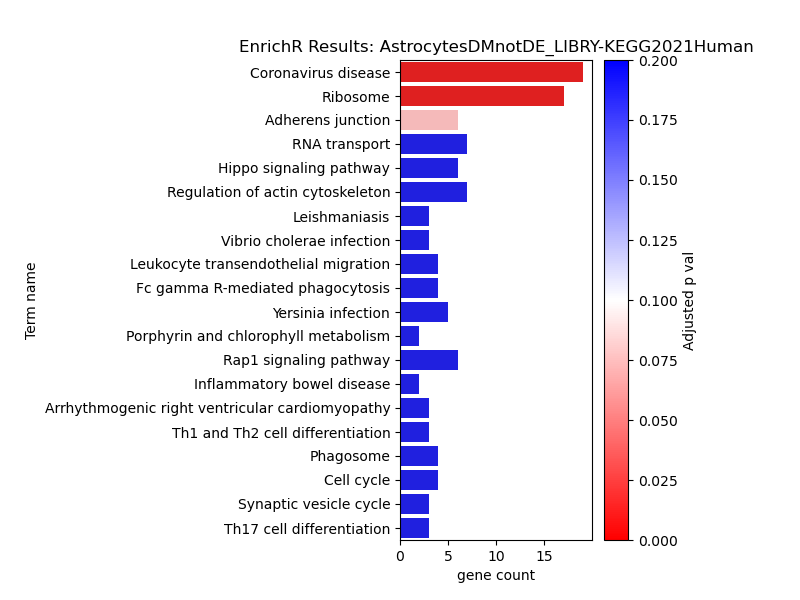 EnrichR Results: AstrocytesDMnotDE_LIBRY-KEGG2021Human
Coronavirus disease
Ribosome
Adherens junction
RNA transport
Hippo signaling pathway
Regulation of actin cytoskeleton
Leishmaniasis
Vibrio cholerae infection
Leukocyte transendothelial migration
Fc gamma R-mediated phagocytosis
Yersinia infection
Porphyrin and chlorophyll metabolism
Rap1 signaling pathway
Inflammatory bowel disease
Arrhythmogenic right ventricular cardiomyopathy
Th1 and Th2 cell differentiation
Phagosome
Cell cycle
Synaptic vesicle cycle
Th17 cell differentiation
Term name
0 5 10 15
gene count
0.200
0.175
0.150
0.125
0.100
0.075
0.050
0.025
0.000
Adjusted p val